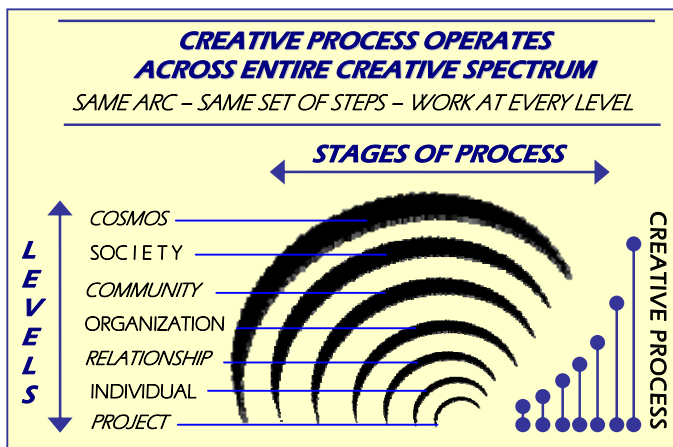 CREATIVE PROCESS OPERATES
ACROSS ENTIRE CREATIVE SPECTRUM
SAME ARC – SAME SET OF STEPS – WORK AT EVERY LEVEL
STAGES OF PROCESS
LEVELS
COSMOS
SOCIETY
COMMUNITY
ORGANIZATION
RELATIONSHIP
INDIVIDUAL
PROJECT
CREATIVE PROCESS